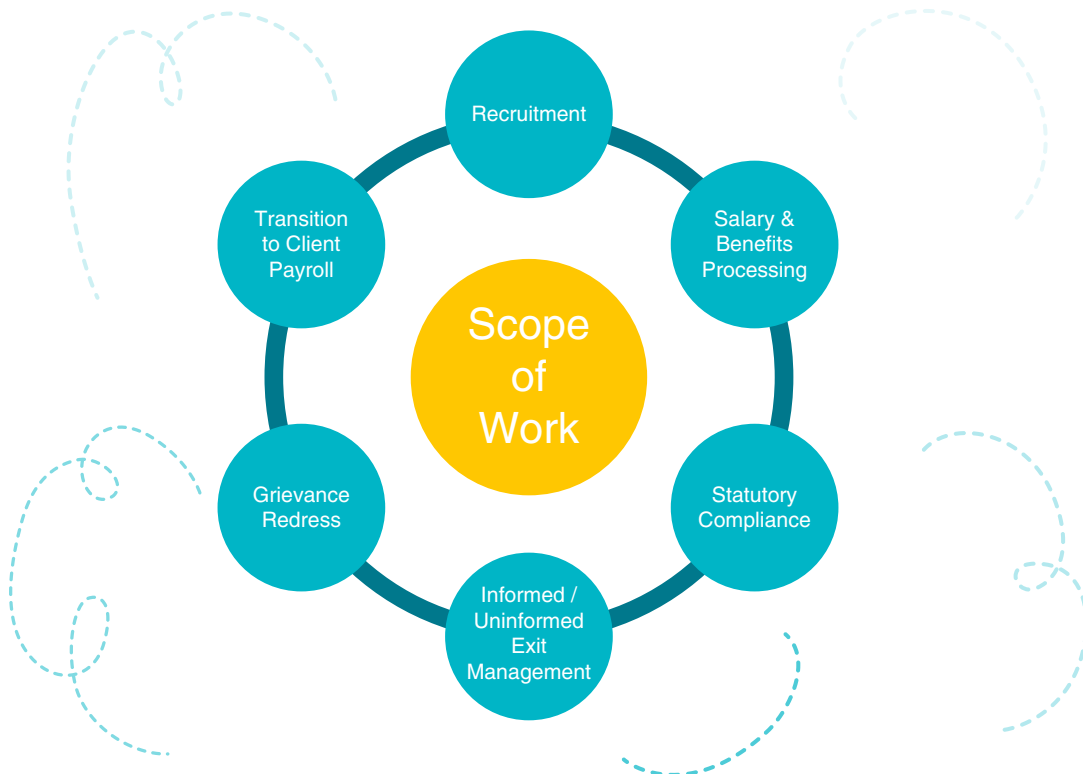 Recruitment
Salary &
Benefits
Processing
Statutory
Compliance
Informed /
Uninformed
Exit
Management
Grievance
Redress
Transition
to Client
Payroll
Scope
of
Work